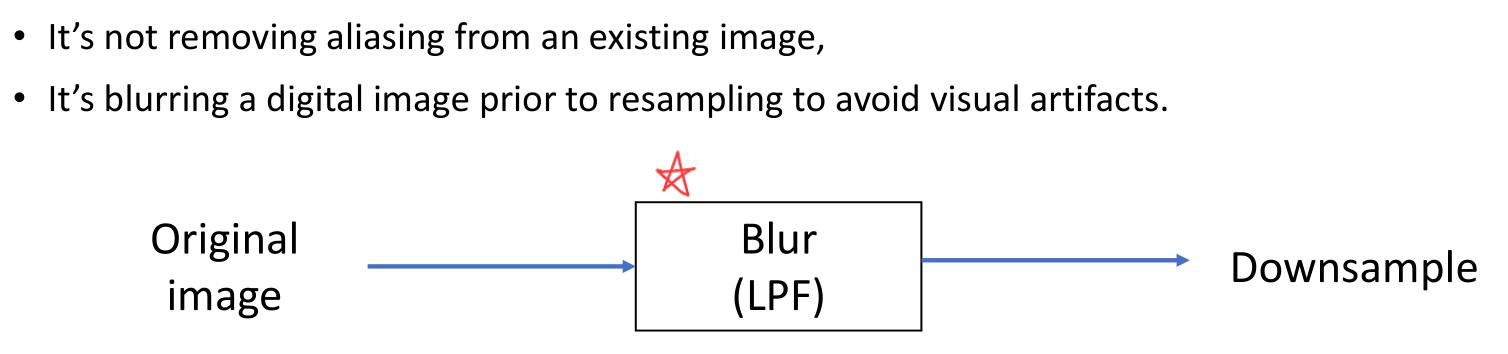 • It’s not removing aliasing from an existing image,
• It’s blurring a digital image prior to resampling to avoid visual artifacts.
Original
image
Blur
(LPF)
Downsample